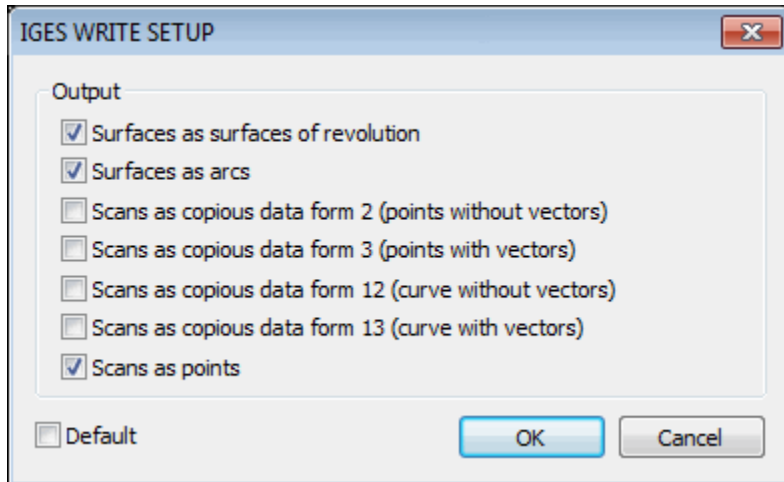 IGES WRITE SETUP
Output
Surfaces as surfaces of revolution
Surfaces as arcs
Scans as copious data form 2 (points without vectors)
Scans as copious data form 3 (points with vectors)
Scans as copious data form 12 (curve without vectors)
Scans as copious data form 13 (curve with vectors)
Scans as points
Default
OK
Cancel